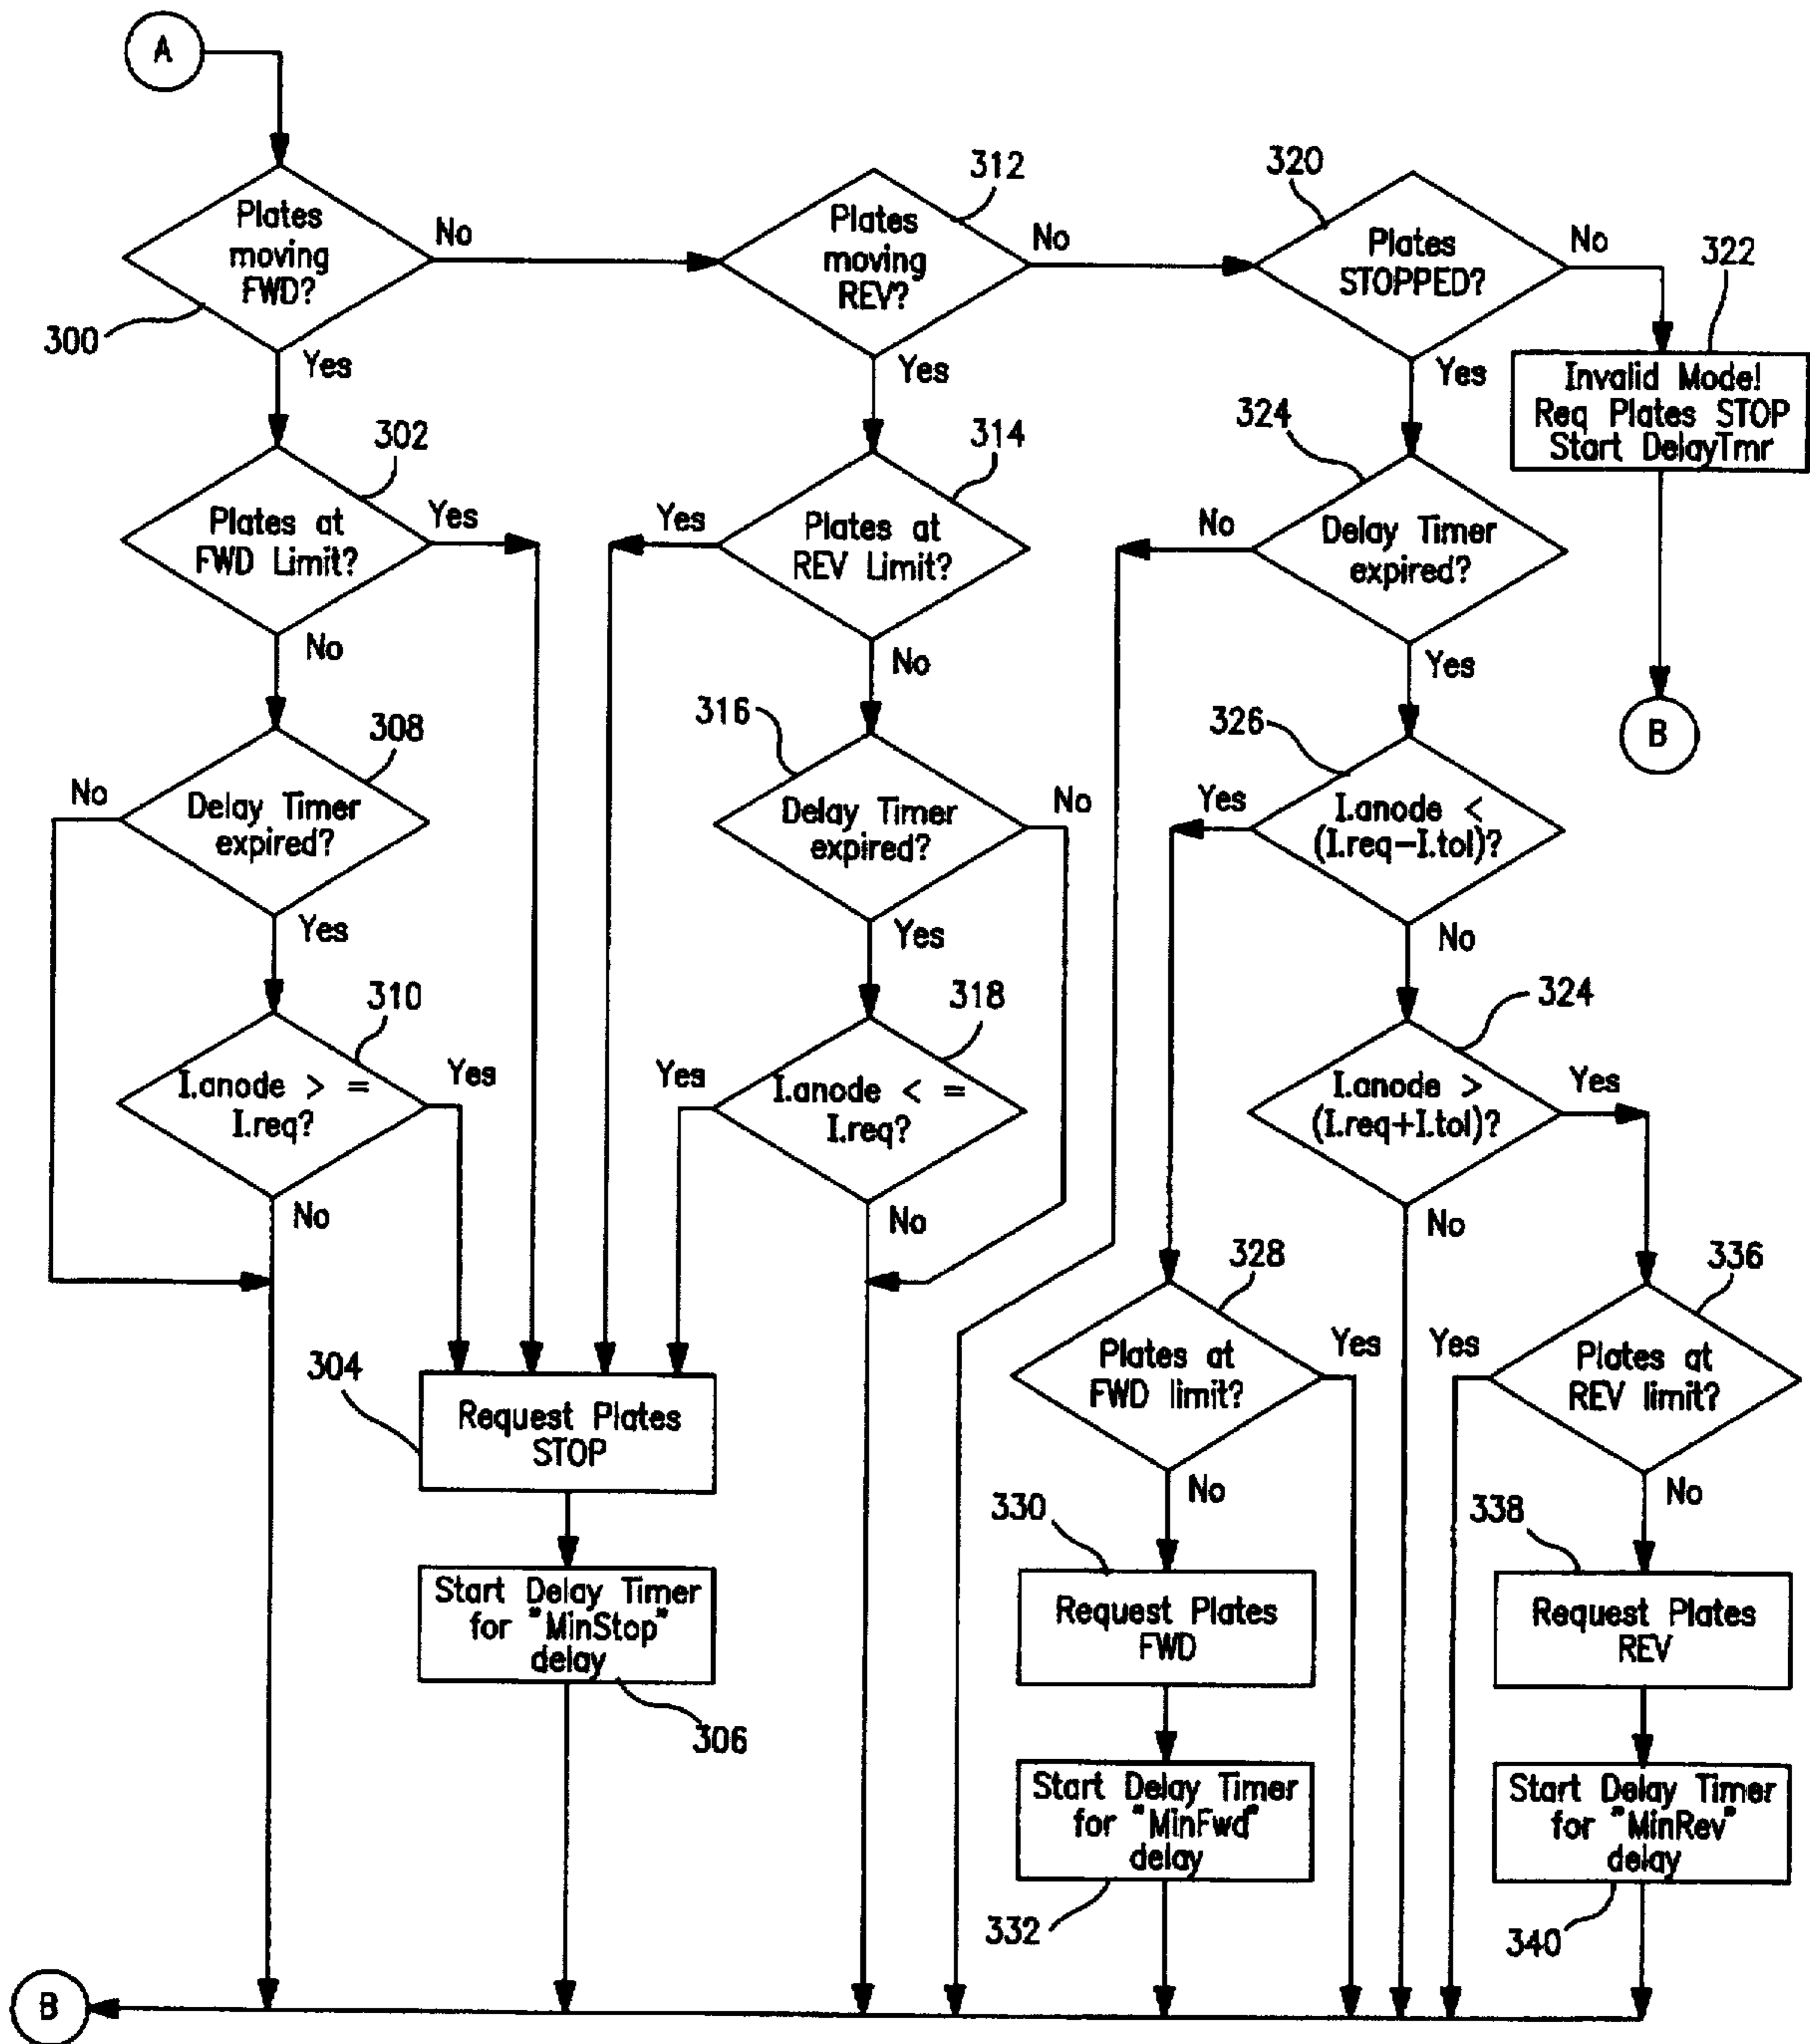 A
Plates
moving
FWD?
300
No
Yes
Plates
moving
REV?
312
No
Yes
Plates
STOPPED?
320
No
Yes
322
Invalid Mode!
Req Plates STOP
Start DelayTmr
B
Plates at
FWD Limit?
302
Yes
No
Plates at
REV Limit?
314
Yes
No
324
Delay Timer
expired?
No
Yes
308
Delay Timer
expired?
No
Yes
316
Delay Timer
expired?
No
Yes
326
I.anode <
(I.req-I.tol)?
Yes
No
310
I.anode > =
I.req?
Yes
No
318
I.anode < =
I.req?
Yes
No
324
I.anode >
(I.req+I.tol)?
Yes
No
304
Request Plates
STOP
Start Delay Timer
for "MinStop"
delay
306
328
Plates at
FWD limit?
Yes
No
336
Plates at
REV limit?
Yes
No
330
Request Plates
FWD
338
Request Plates
REV
Start Delay Timer
for "MinFwd"
delay
332
Start Delay Timer
for "MinRev"
delay
340
B